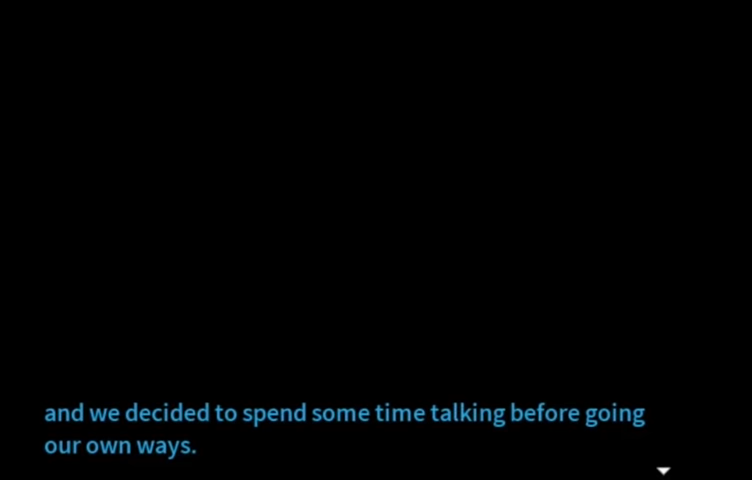 and we decided to spend some time talking before going
our own ways.